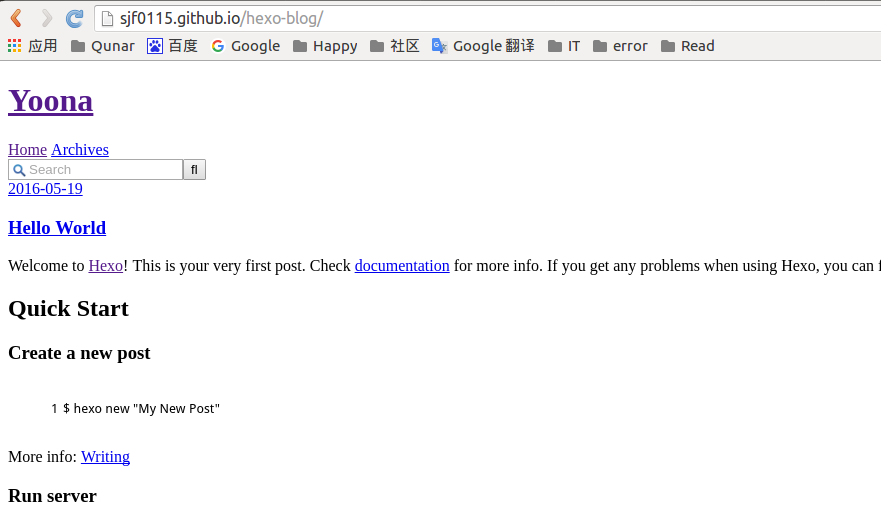 sjf0115.github.io/hexo-blog/
应用 Qunar 百度 Google Happy 社区 Google 翻译 IT error Read
Yoona
Home Archives
Search ﬂ
2016-05-19
Hello World
Welcome to Hexo! This is your very first post. Check documentation for more info. If you get any problems when using Hexo, you can
Quick Start
Create a new post
1 $ hexo new "My New Post"
More info: Writing
Run server